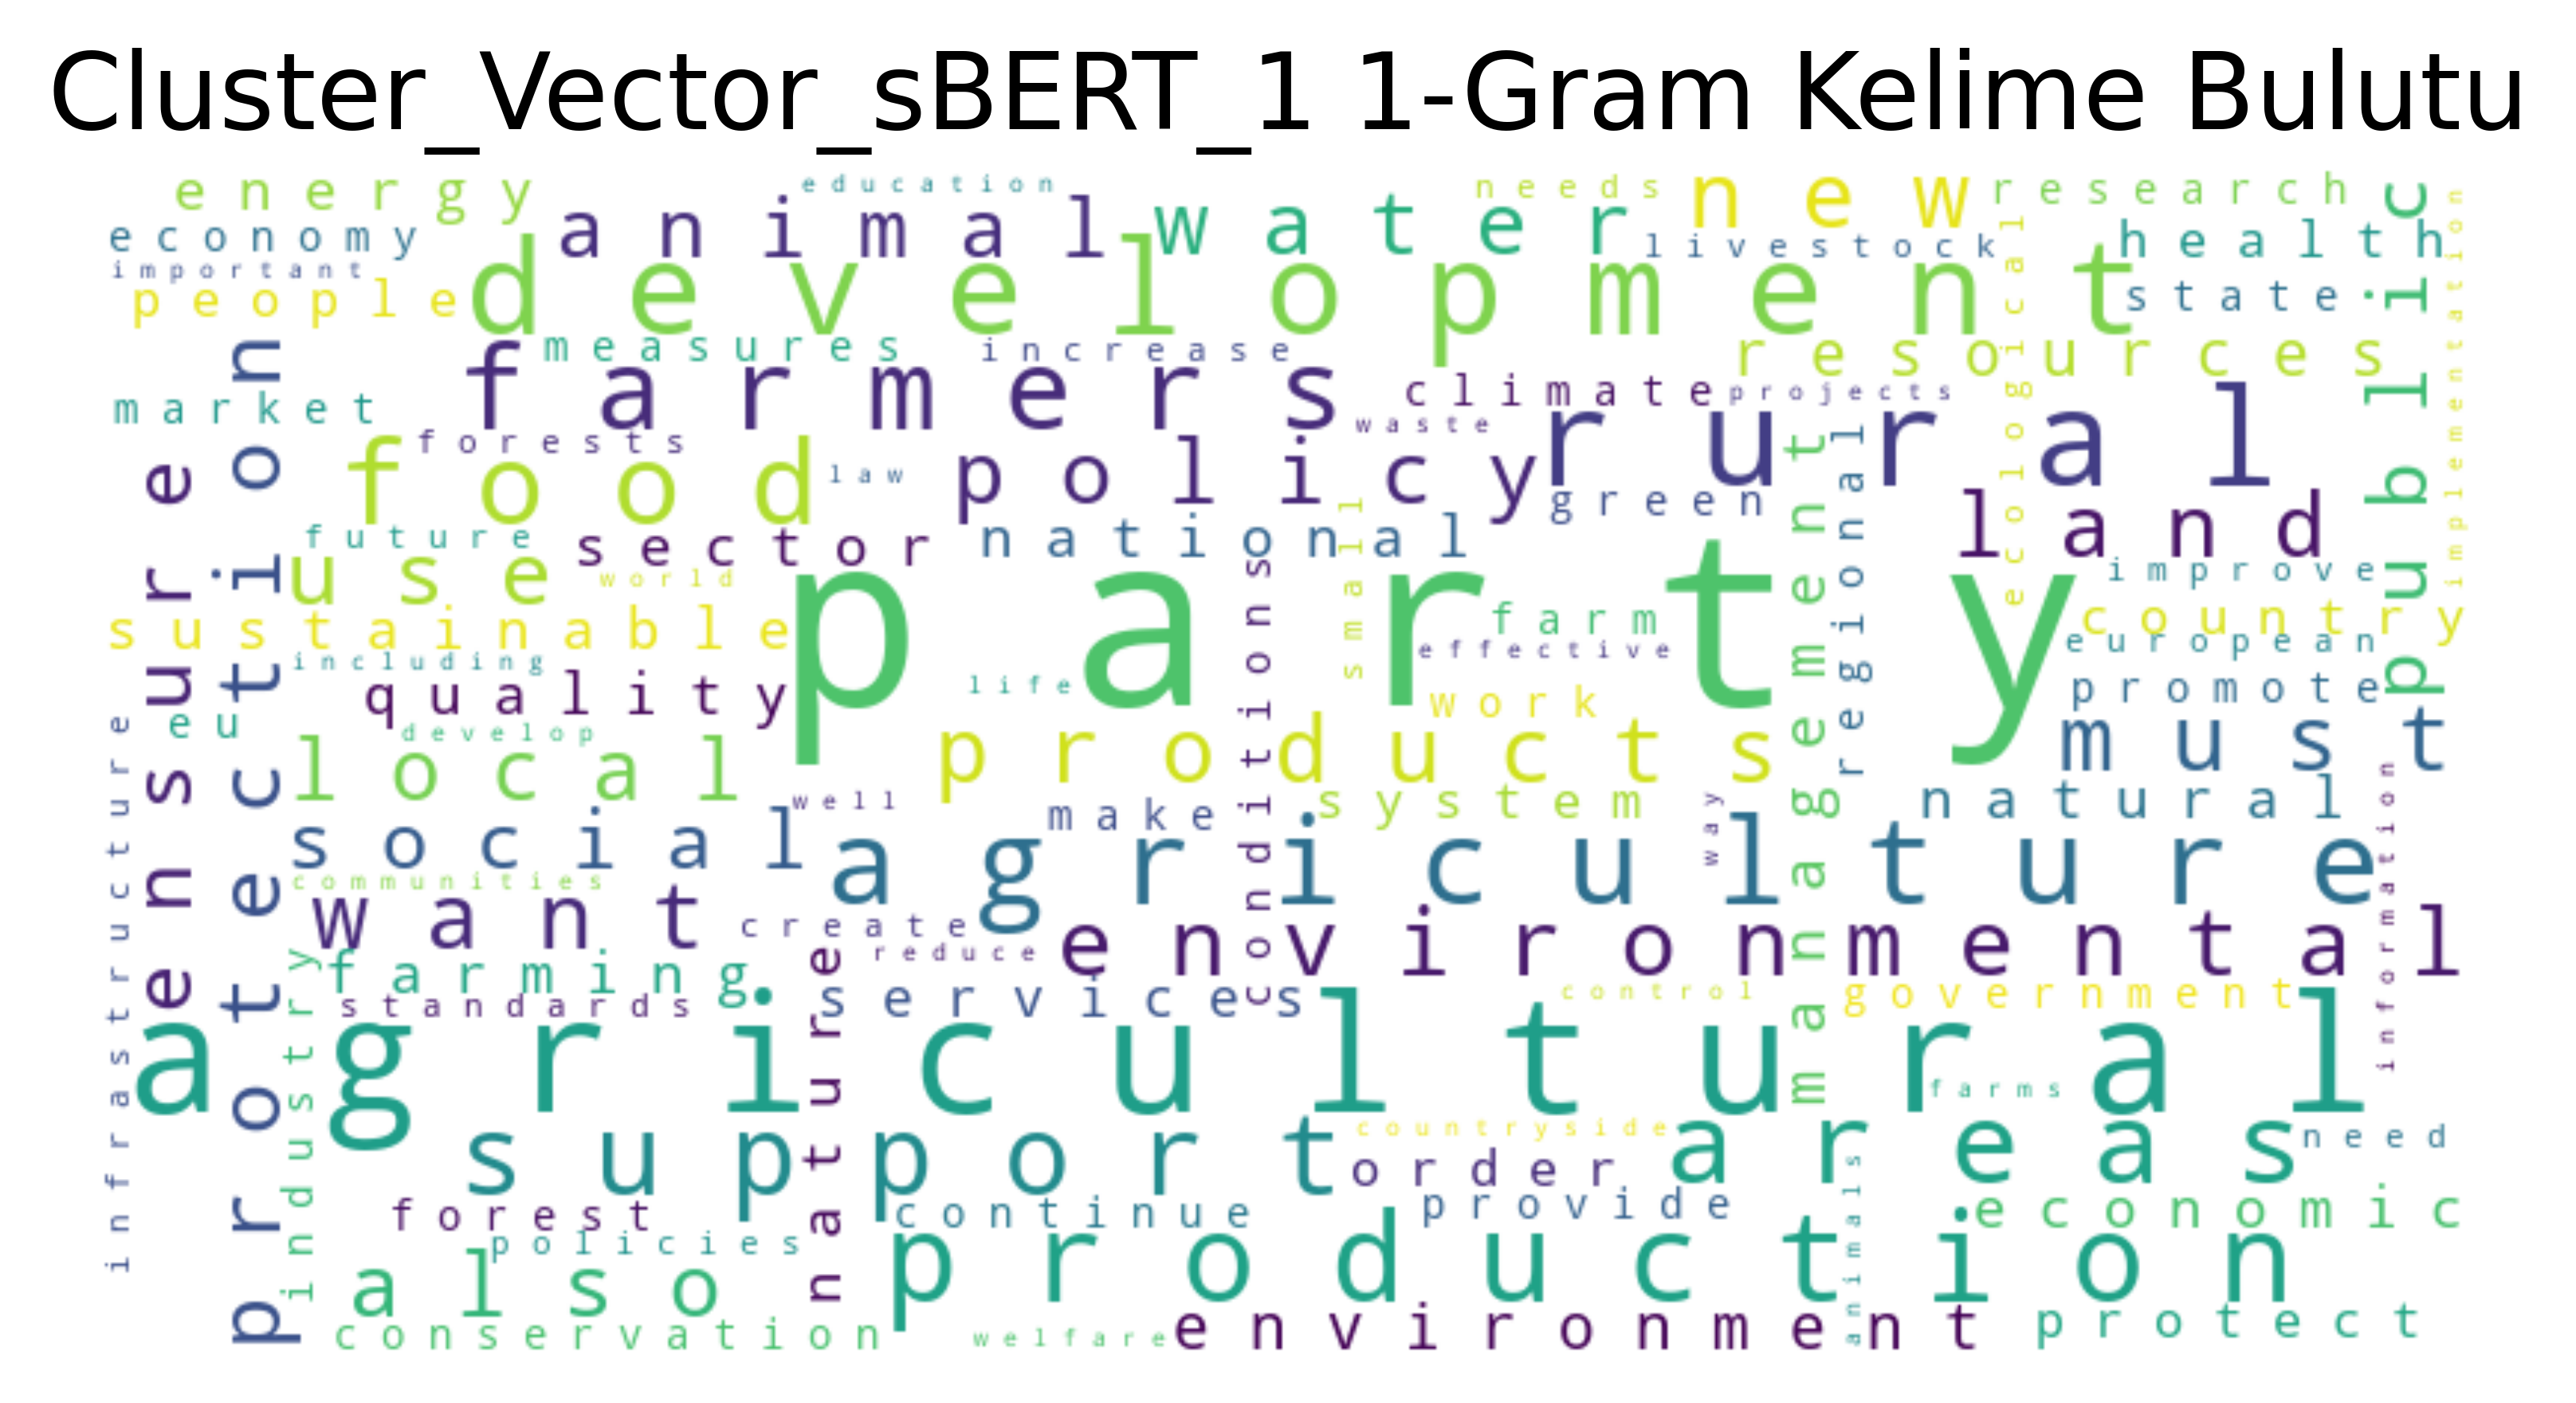 Cluster_Vector_sBERT_1 1-Gram Kelime Bulutu
energy
education
needs
new
research
public
implementation
economy
animal
water
livestock
ecological
health
important
people
development
state
protection
measures
increase
resources
market
farmers
climate
projects
rural
forests
waste
management
regional
ensure
food
law
policy
green
land
future
sector
national
small
use
world
party
conditions
improve
sustainable
farm
country
including
effective
european
quality
life
work
promote
eu
infrastructure
develop
products
must
local
well
system
way
natural
information
social
make
agriculture
communities
want
create
environmental
industry
farming
nature
reduce
standards
services
control
government
agricultural
farms
support
countryside
areas
need
order
animals
forest
continue
provide
economic
policies
also
production
conservation
welfare
environment
protect